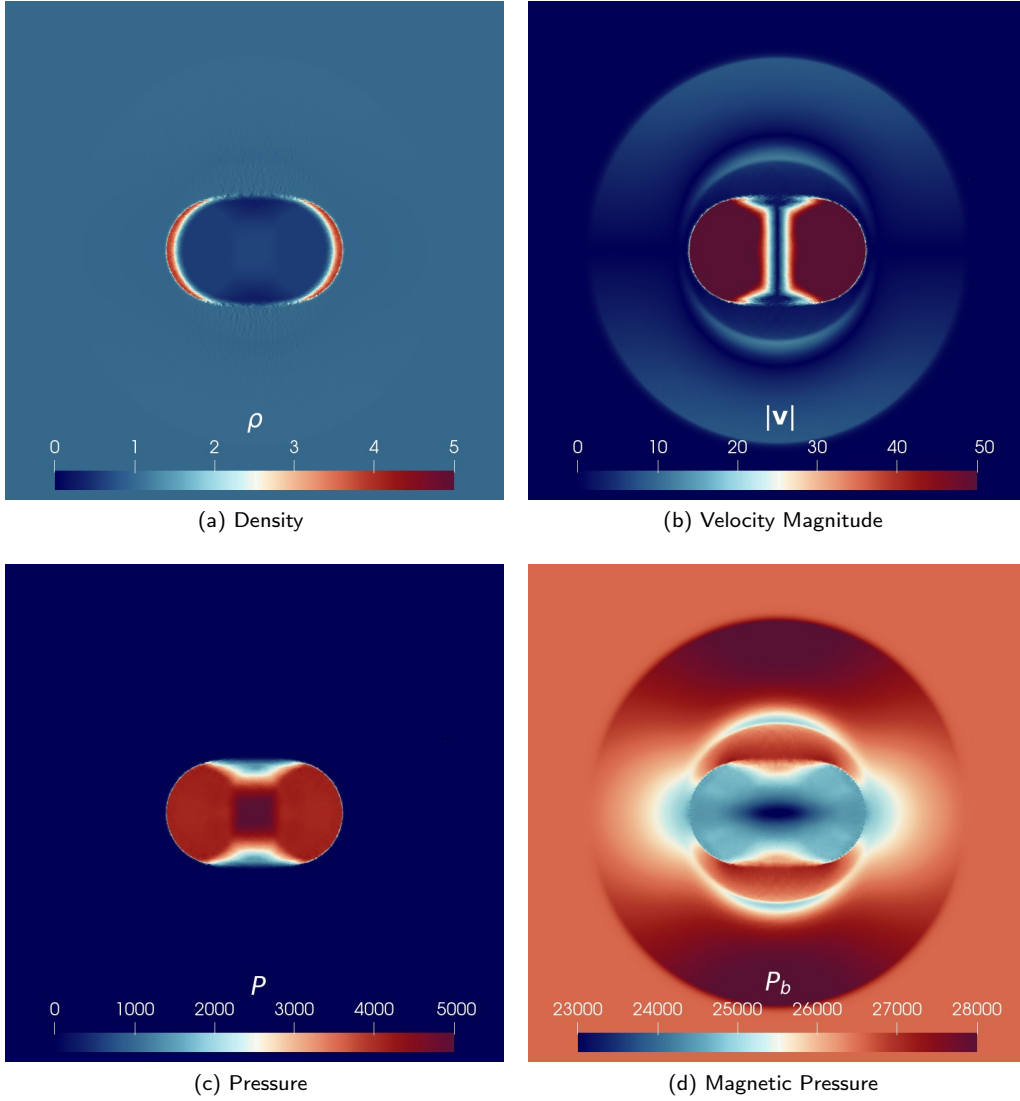 ρ
0 1 2 3 4 5
(a) Density
|v|
0 10 20 30 40 50
(b) Velocity Magnitude
P
0 1000 2000 3000 4000 5000
(c) Pressure
P_b
23000 24000 25000 26000 27000 28000
(d) Magnetic Pressure